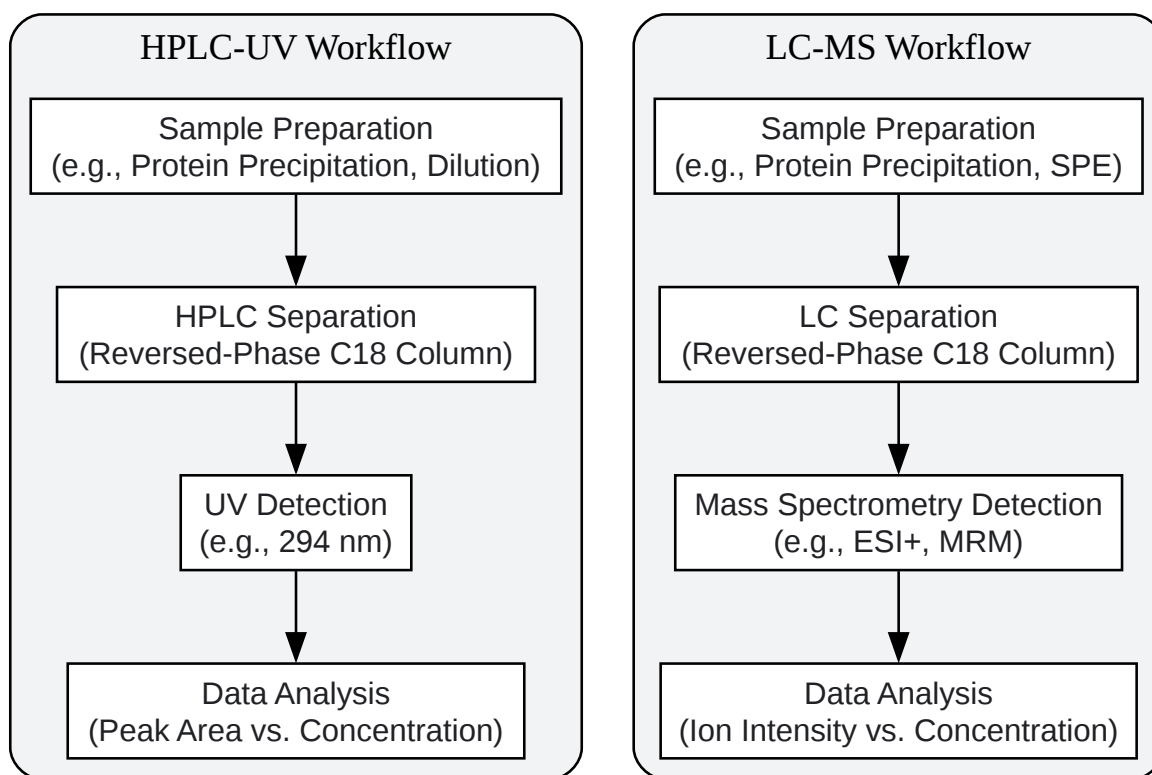 HPLC-UV Workflow
Sample Preparation
(e.g., Protein Precipitation, Dilution)
HPLC Separation
(Reversed-Phase C18 Column)
UV Detection
(e.g., 294 nm)
Data Analysis
(Peak Area vs. Concentration)
LC-MS Workflow
Sample Preparation
(e.g., Protein Precipitation, SPE)
LC Separation
(Reversed-Phase C18 Column)
Mass Spectrometry Detection
(e.g., ESI+, MRM)
Data Analysis
(Ion Intensity vs. Concentration)